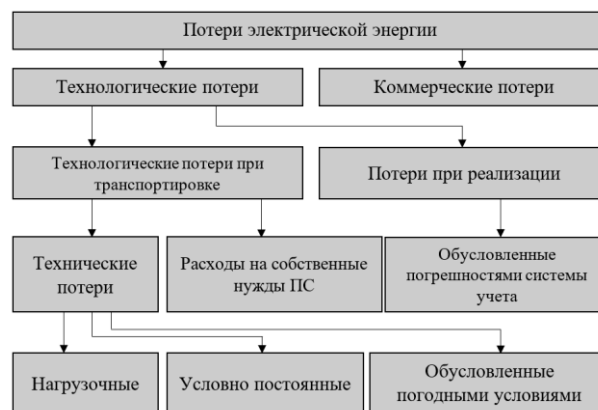 Потери электрической энергии
Технологические потери
Коммерческие потери
Технологические потери при
транспортировке
Потери при реализации
Технические
потери
Расходы на собственные
нужды ПС
Обусловленные
погрешностями системы
учета
Нагрузочные
Условно постоянные
Обусловленные
погодными условиями